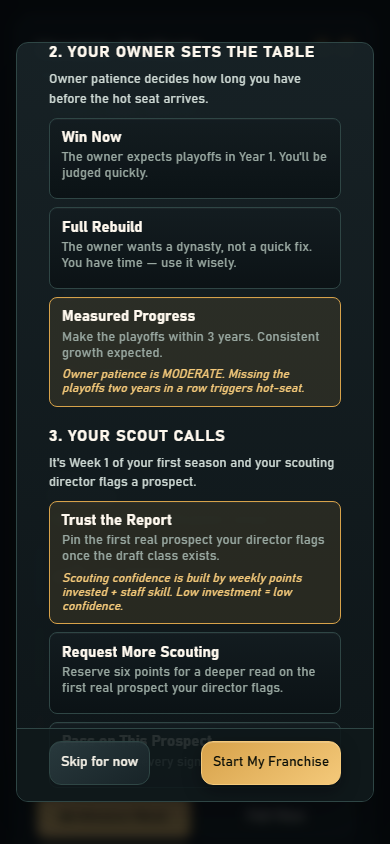 2. YOUR OWNER SETS THE TABLE
Owner patience decides how long you have
before the hot seat arrives.
Win Now
The owner expects playoffs in Year 1. You'll be
judged quickly.
Full Rebuild
The owner wants a dynasty, not a quick fix.
You have time — use it wisely.
Measured Progress
Make the playoffs within 3 years. Consistent
growth expected.
Owner patience is MODERATE. Missing the
playoffs two years in a row triggers hot-seat.
3. YOUR SCOUT CALLS
It's Week 1 of your first season and your scouting
director flags a prospect.
Trust the Report
Pin the first real prospect your director flags
once the draft class exists.
Scouting confidence is built by weekly points
invested + staff skill. Low investment = low
confidence.
Request More Scouting
Reserve six points for a deeper read on the
first real prospect your director flags.
Pass on This Prospect
Skip for now
Start My Franchise